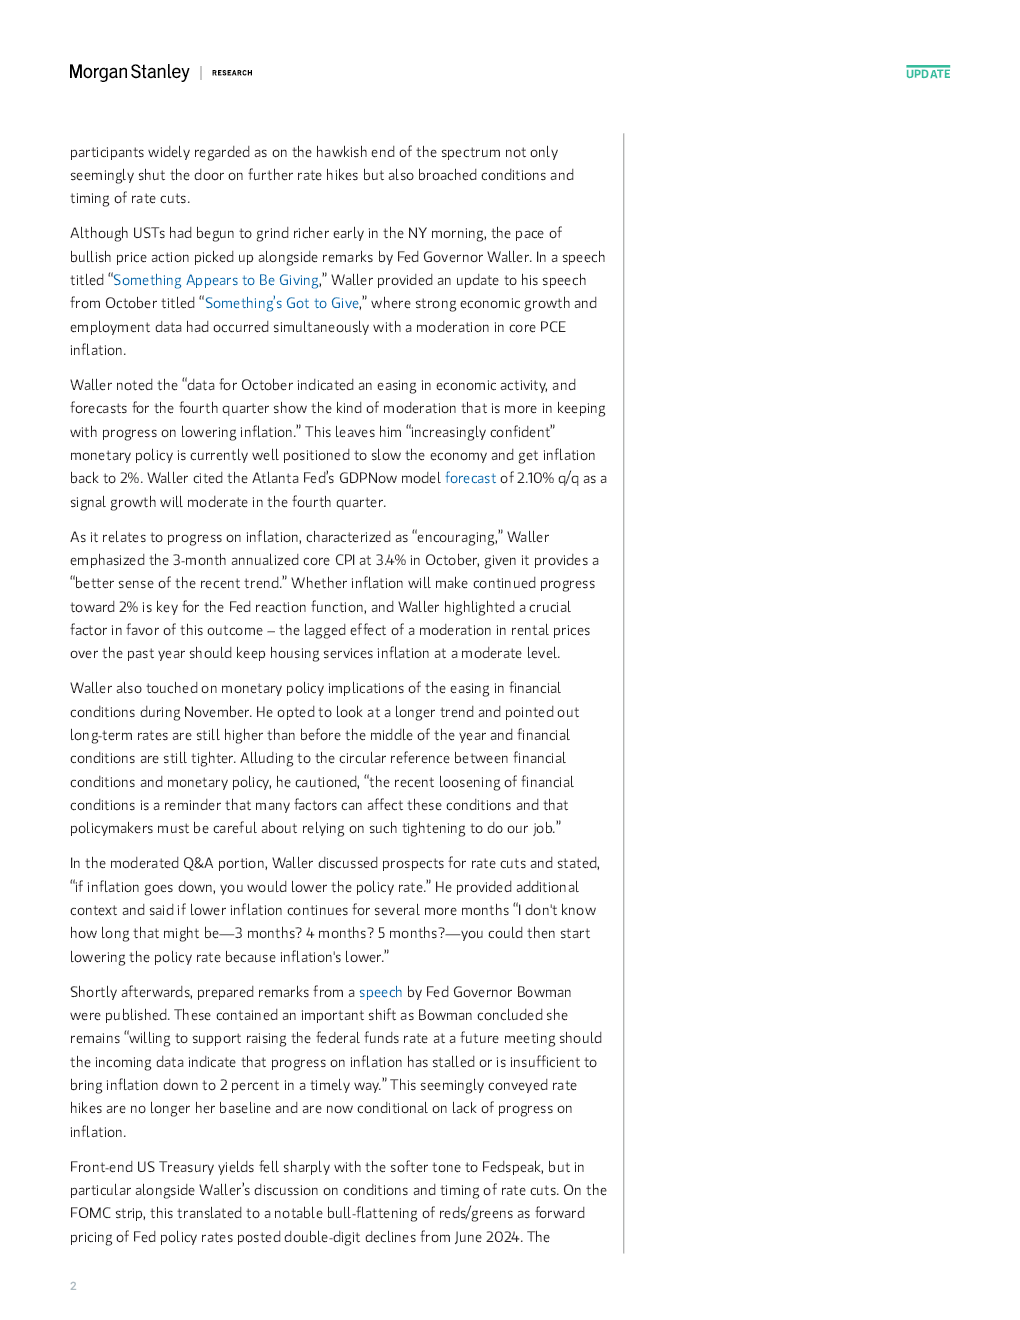 Morgan Stanley | RESEARCH
UPDATE
participants widely regarded as on the hawkish end of the spectrum not only
seemingly shut the door on further rate hikes but also broached conditions and
timing of rate cuts.
Although USTs had begun to grind richer early in the NY morning, the pace of
bullish price action picked up alongside remarks by Fed Governor Waller. In a speech
titled “Something Appears to Be Giving,” Waller provided an update to his speech
from October titled “Something’s Got to Give,” where strong economic growth and
employment data had occurred simultaneously with a moderation in core PCE
inflation.
Waller noted the “data for October indicated an easing in economic activity, and
forecasts for the fourth quarter show the kind of moderation that is more in keeping
with progress on lowering inflation.” This leaves him “increasingly confident”
monetary policy is currently well positioned to slow the economy and get inflation
back to 2%. Waller cited the Atlanta Fed’s GDPNow model forecast of 2.10% q/q as a
signal growth will moderate in the fourth quarter.
As it relates to progress on inflation, characterized as “encouraging,” Waller
emphasized the 3-month annualized core CPI at 3.4% in October, given it provides a
“better sense of the recent trend.” Whether inflation will make continued progress
toward 2% is key for the Fed reaction function, and Waller highlighted a crucial
factor in favor of this outcome – the lagged effect of a moderation in rental prices
over the past year should keep housing services inflation at a moderate level.
Waller also touched on monetary policy implications of the easing in financial
conditions during November. He opted to look at a longer trend and pointed out
long-term rates are still higher than before the middle of the year and financial
conditions are still tighter. Alluding to the circular reference between financial
conditions and monetary policy, he cautioned, “the recent loosening of financial
conditions is a reminder that many factors can affect these conditions and that
policymakers must be careful about relying on such tightening to do our job.”
In the moderated Q&A portion, Waller discussed prospects for rate cuts and stated,
“if inflation goes down, you would lower the policy rate.” He provided additional
context and said if lower inflation continues for several more months “I don't know
how long that might be—3 months? 4 months? 5 months?—you could then start
lowering the policy rate because inflation's lower.”
Shortly afterwards, prepared remarks from a speech by Fed Governor Bowman
were published. These contained an important shift as Bowman concluded she
remains “willing to support raising the federal funds rate at a future meeting should
the incoming data indicate that progress on inflation has stalled or is insufficient to
bring inflation down to 2 percent in a timely way.” This seemingly conveyed rate
hikes are no longer her baseline and are now conditional on lack of progress on
inflation.
Front-end US Treasury yields fell sharply with the softer tone to Fedspeak, but in
particular alongside Waller’s discussion on conditions and timing of rate cuts. On the
FOMC strip, this translated to a notable bull-flattening of reds/greens as forward
pricing of Fed policy rates posted double-digit declines from June 2024. The
2